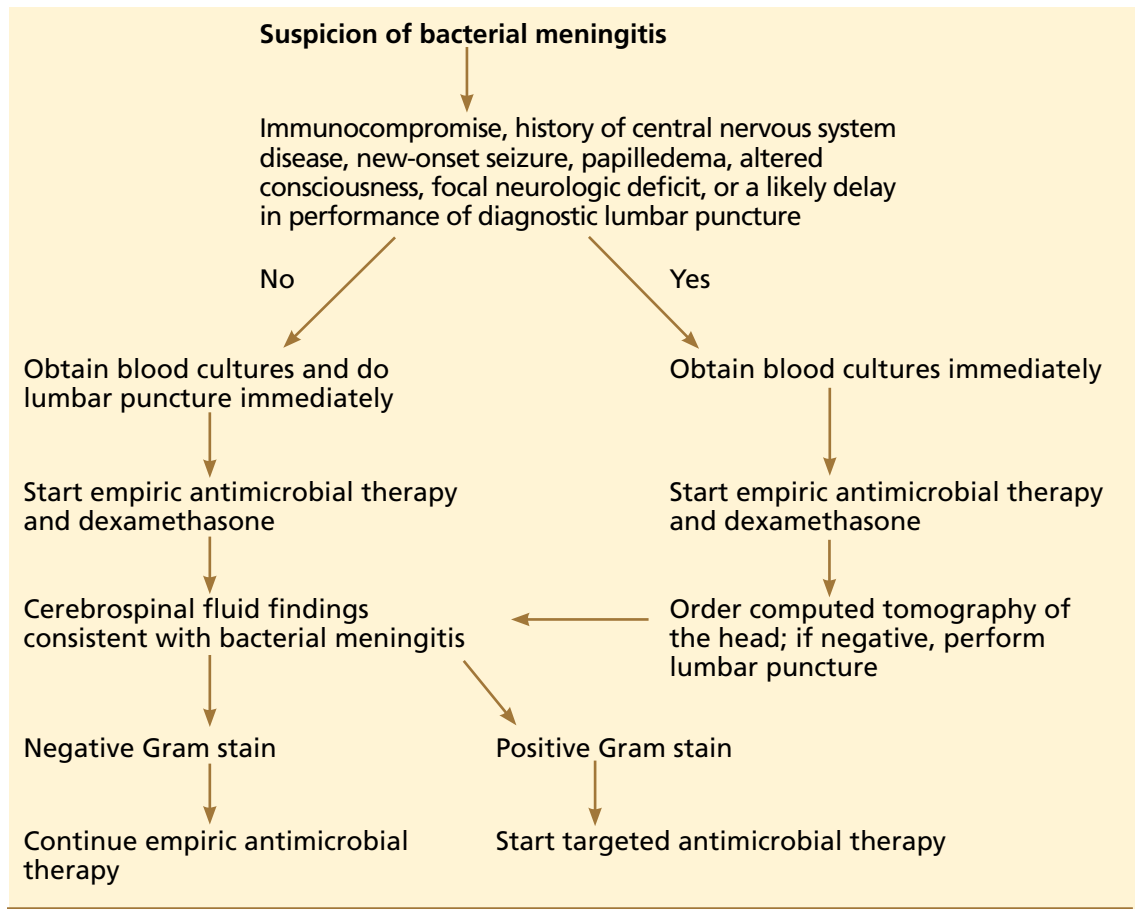 Suspicion of bacterial meningitis
Immunocompromise, history of central nervous system
disease, new-onset seizure, papilledema, altered
consciousness, focal neurologic deficit, or a likely delay
in performance of diagnostic lumbar puncture
No
Yes
Obtain blood cultures and do
lumbar puncture immediately
Obtain blood cultures immediately
Start empiric antimicrobial therapy
and dexamethasone
Start empiric antimicrobial therapy
and dexamethasone
Cerebrospinal fluid findings
consistent with bacterial meningitis
Order computed tomography of
the head; if negative, perform
lumbar puncture
Negative Gram stain
Positive Gram stain
Continue empiric antimicrobial
therapy
Start targeted antimicrobial therapy